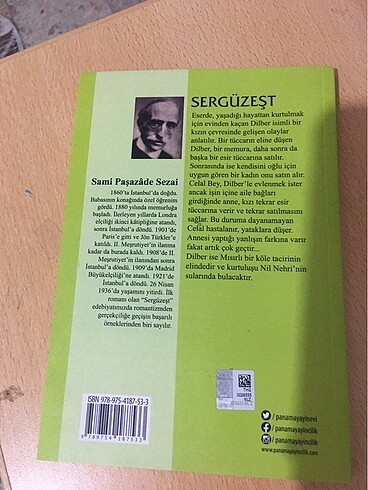 SERGÜZEŞT
Eserde, yaşadığı hayattan kurtulmak
için evinden kaçan Dilber isimli bir
kızın çevresinde gelişen olaylar
anlatılır. Bir tüccarın eline düşen
Dilber, bir memura, daha sonra da
başka bir esir tüccarına satılır.
Sonrasında ise kendisini oğlu için
uygun gören bir kadın onu satın alır.
Celal Bey, Dilber'le evlenmek ister
ancak işin içine aile bağları
girdiğinde anne, kızı tekrar esir
tüccarına verir ve tekrar satılmasını
sağlar. Bu duruma dayanamayan
Celal hastalanır, yataklara düşer.
Annesi yaptığı yanlışın farkına varır
fakat artık çok geçtir...
Dilber ise Mısırlı bir köle tacirinin
elindedir ve kurtuluşu Nil Nehri'nin
sularında bulacaktır.
Sami Paşazâde Sezai
1860'ta İstanbul'da doğdu.
Babasının konağında özel öğrenim
gördü. 1880 yılında memurluğa
başladı. İlerleyen yıllarda Londra
elçiliği ikinci kâtipliğine atandı,
sonra İstanbul'a döndü. 1901'de
Paris'e gitti ve Jön Türkler'e
katıldı. II. Meşrutiyet'in ilanına
kadar da burada kaldı. 1908'de II.
Meşrutiyet'in ilanından sonra
İstanbul'a döndü. 1909'da Madrid
Büyükelçiliği'ne atandı. 1921'de
İstanbul'a döndü. 26 Nisan
1936'da yaşamını yitirdi. İlk
romanı olan "Sergüzeşt"
edebiyatımızda romantizmden
gerçekçiliğe geçişin başarılı
örneklerinden biri sayılır.
ISBN 978-975-4187-53-3
9789754187533
/panamayayinevi
/panamayayincilik
/panamayayincilik
www.panamayayincilik.com